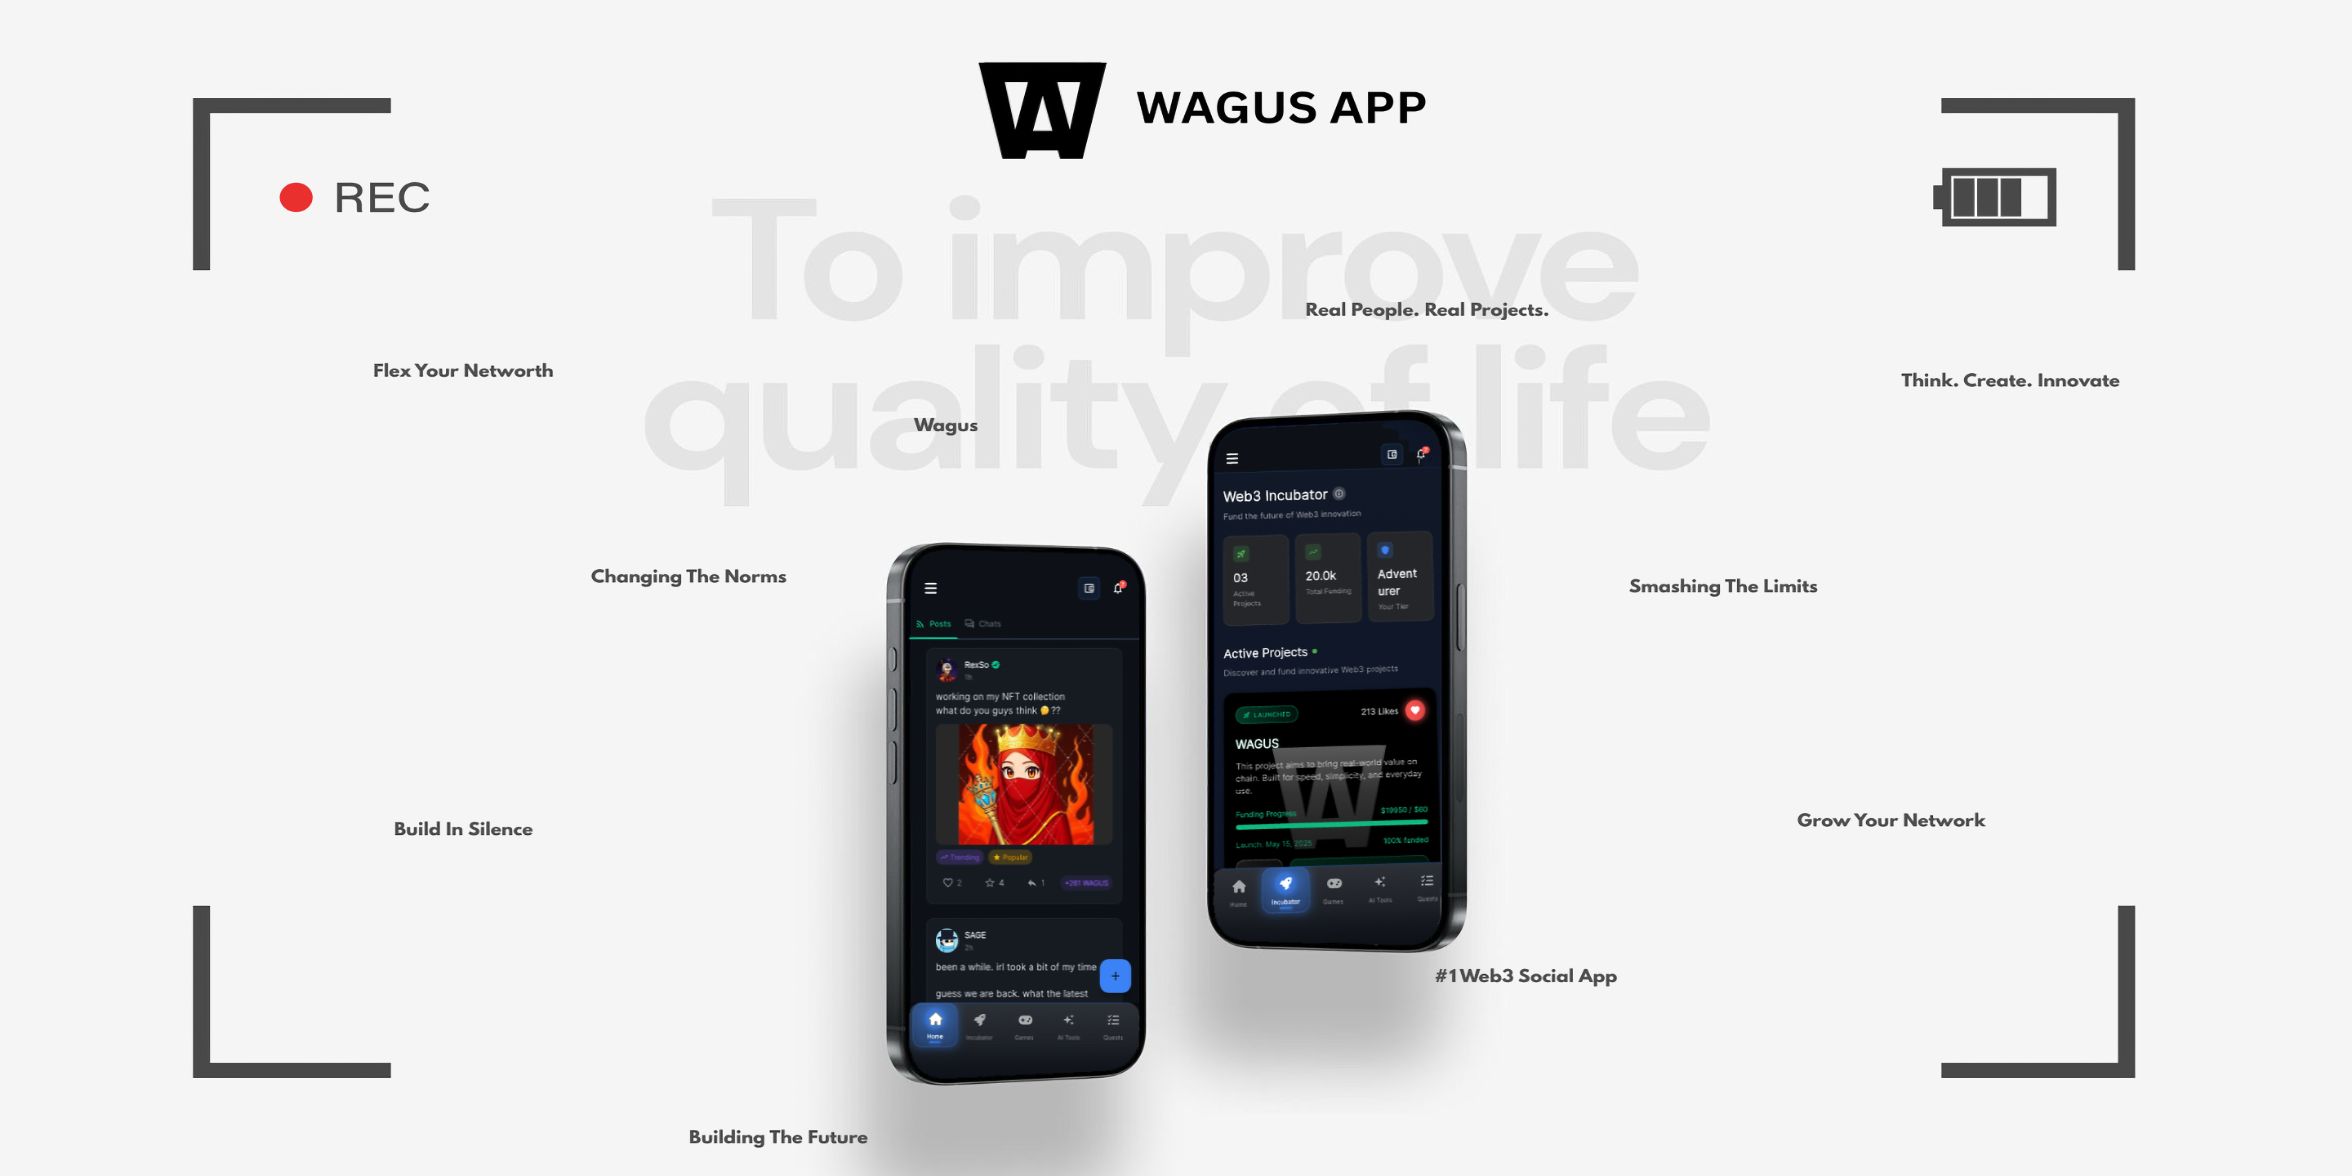 WAGUS APP
REC
To improve
quality of life
Real People. Real Projects.
Flex Your Networth
Think. Create. Innovate
Wagus
Changing The Norms
Smashing The Limits
Build In Silence
Grow Your Network
#1 Web3 Social App
Building The Future
Posts
Chats
RexSo
1h
working on my NFT collection
what do you guys think 🤔??
Trending
Popular
2
4
1
+281 WAGUS
SAGE
2h
been a while. irl took a bit of my time
guess we are back. what the latest
Home
Incubator
Games
AI Tools
Quests
Web3 Incubator
Fund the future of Web3 innovation
03
Active
Projects
20.0k
Total Funding
Advent
urer
Your Tier
Active Projects
Discover and fund innovative Web3 projects
LAUNCHED
213 Likes
WAGUS
This project aims to bring real-world value on
chain. Built for speed, simplicity, and everyday
use.
Funding Progress
$19950 / $60
Launch: May 15, 2025
100% funded
Home
Incubator
Games
AI Tools
Quests